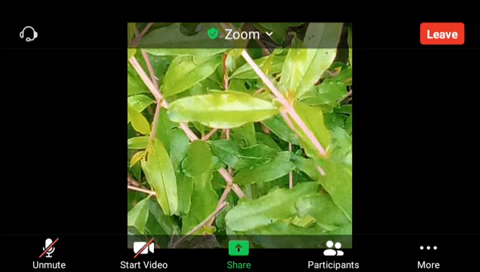 Zoom
Leave
Unmute
Start Video
Share
Participants
More